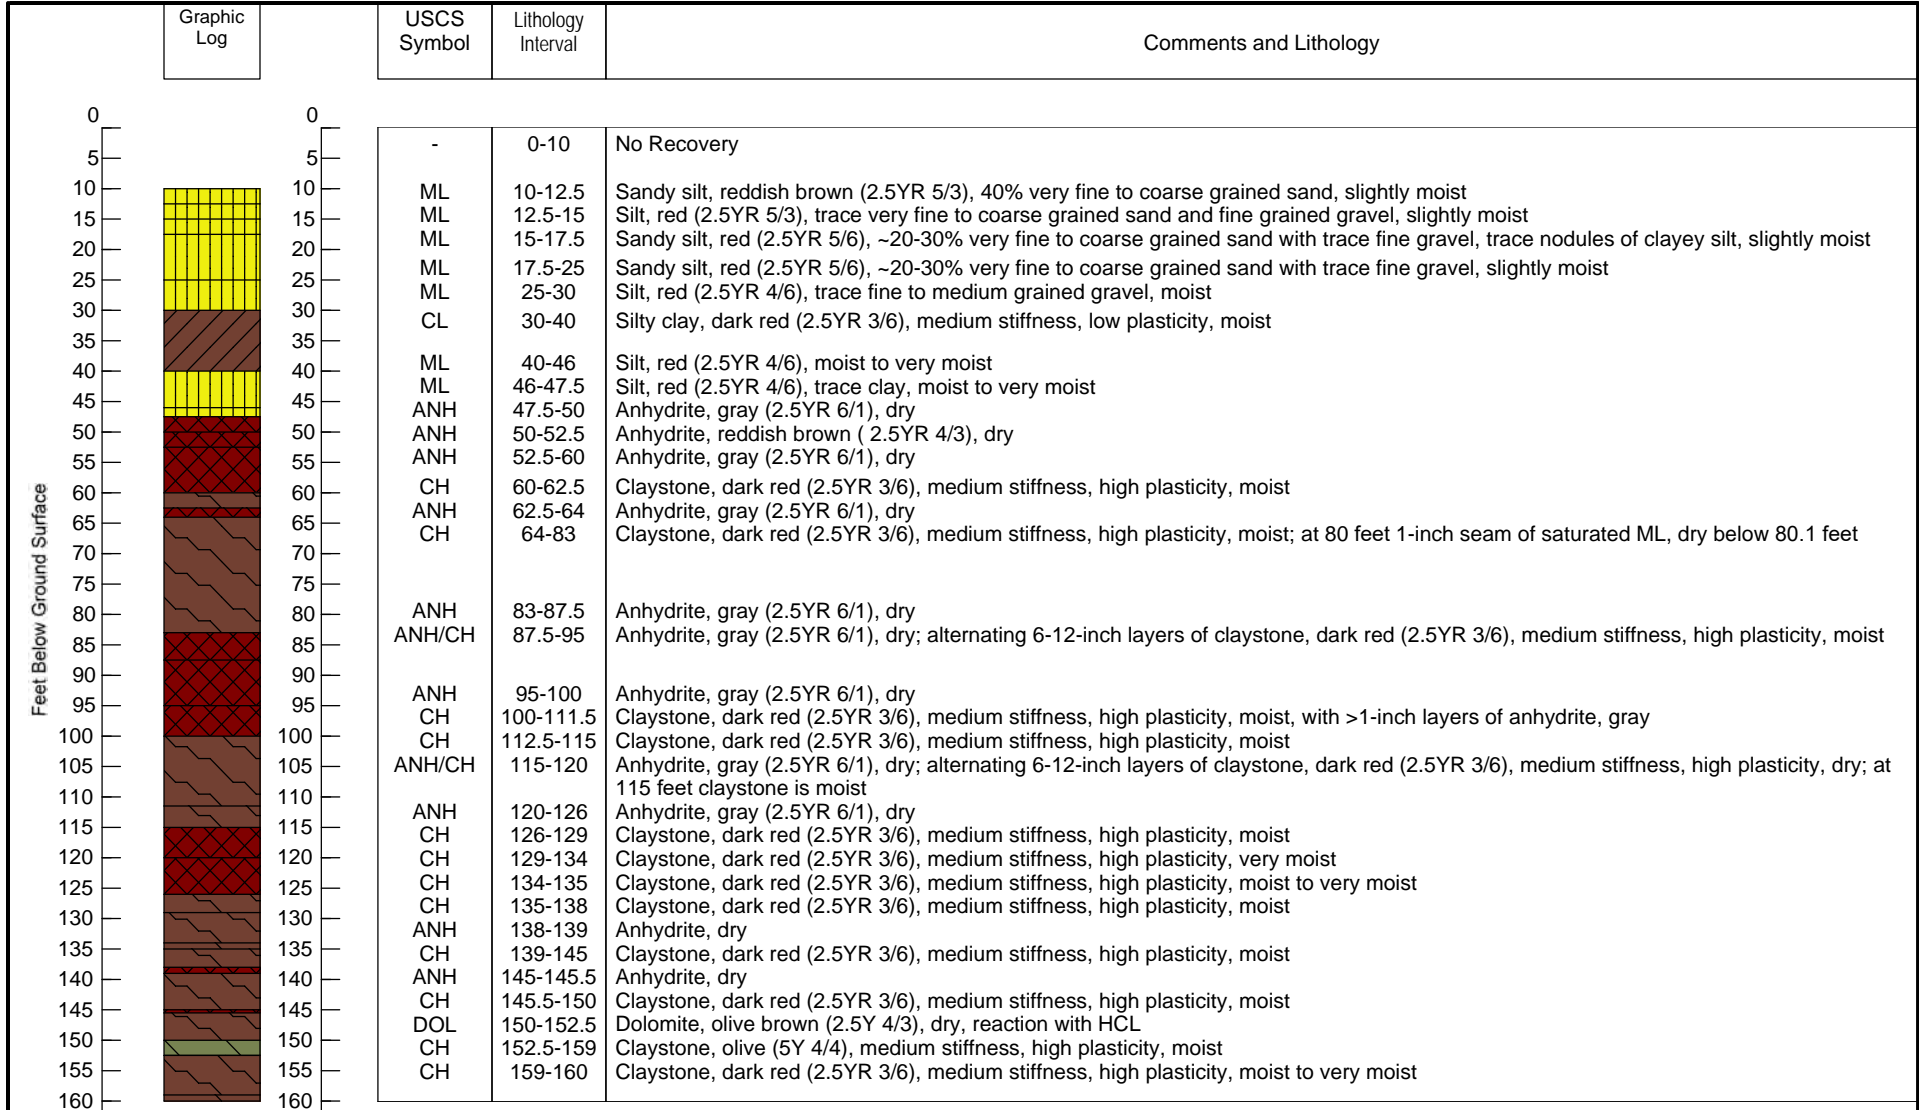 Graphic Log
USCS Symbol
Lithology Interval
Comments and Lithology
Feet Below Ground Surface
0 0
5 5
10 10
15 15
20 20
25 25
30 30
35 35
40 40
45 45
50 50
55 55
60 60
65 65
70 70
75 75
80 80
85 85
90 90
95 95
100 100
105 105
110 110
115 115
120 120
125 125
130 130
135 135
140 140
145 145
150 150
155 155
160 160
- 0-10 No Recovery
ML 10-12.5 Sandy silt, reddish brown (2.5YR 5/3), 40% very fine to coarse grained sand, slightly moist
ML 12.5-15 Silt, red (2.5YR 5/3), trace very fine to coarse grained sand and fine grained gravel, slightly moist
ML 15-17.5 Sandy silt, red (2.5YR 5/6), ~20-30% very fine to coarse grained sand with trace fine gravel, trace nodules of clayey silt, slightly moist
ML 17.5-25 Sandy silt, red (2.5YR 5/6), ~20-30% very fine to coarse grained sand with trace fine gravel, slightly moist
ML 25-30 Silt, red (2.5YR 4/6), trace fine to medium grained gravel, moist
CL 30-40 Silty clay, dark red (2.5YR 3/6), medium stiffness, low plasticity, moist
ML 40-46 Silt, red (2.5YR 4/6), moist to very moist
ML 46-47.5 Silt, red (2.5YR 4/6), trace clay, moist to very moist
ANH 47.5-50 Anhydrite, gray (2.5YR 6/1), dry
ANH 50-52.5 Anhydrite, reddish brown ( 2.5YR 4/3), dry
ANH 52.5-60 Anhydrite, gray (2.5YR 6/1), dry
CH 60-62.5 Claystone, dark red (2.5YR 3/6), medium stiffness, high plasticity, moist
ANH 62.5-64 Anhydrite, gray (2.5YR 6/1), dry
CH 64-83 Claystone, dark red (2.5YR 3/6), medium stiffness, high plasticity, moist; at 80 feet 1-inch seam of saturated ML, dry below 80.1 feet
ANH 83-87.5 Anhydrite, gray (2.5YR 6/1), dry
ANH/CH 87.5-95 Anhydrite, gray (2.5YR 6/1), dry; alternating 6-12-inch layers of claystone, dark red (2.5YR 3/6), medium stiffness, high plasticity, moist
ANH 95-100 Anhydrite, gray (2.5YR 6/1), dry
CH 100-111.5 Claystone, dark red (2.5YR 3/6), medium stiffness, high plasticity, moist, with >1-inch layers of anhydrite, gray
CH 112.5-115 Claystone, dark red (2.5YR 3/6), medium stiffness, high plasticity, moist
ANH/CH 115-120 Anhydrite, gray (2.5YR 6/1), dry; alternating 6-12-inch layers of claystone, dark red (2.5YR 3/6), medium stiffness, high plasticity, dry; at
115 feet claystone is moist
ANH 120-126 Anhydrite, gray (2.5YR 6/1), dry
CH 126-129 Claystone, dark red (2.5YR 3/6), medium stiffness, high plasticity, moist
CH 129-134 Claystone, dark red (2.5YR 3/6), medium stiffness, high plasticity, very moist
CH 134-135 Claystone, dark red (2.5YR 3/6), medium stiffness, high plasticity, moist to very moist
CH 135-138 Claystone, dark red (2.5YR 3/6), medium stiffness, high plasticity, moist
ANH 138-139 Anhydrite, dry
CH 139-145 Claystone, dark red (2.5YR 3/6), medium stiffness, high plasticity, moist
ANH 145-145.5 Anhydrite, dry
CH 145.5-150 Claystone, dark red (2.5YR 3/6), medium stiffness, high plasticity, moist
DOL 150-152.5 Dolomite, olive brown (2.5Y 4/3), dry, reaction with HCL
CH 152.5-159 Claystone, olive (5Y 4/4), medium stiffness, high plasticity, moist
CH 159-160 Claystone, dark red (2.5YR 3/6), medium stiffness, high plasticity, moist to very moist